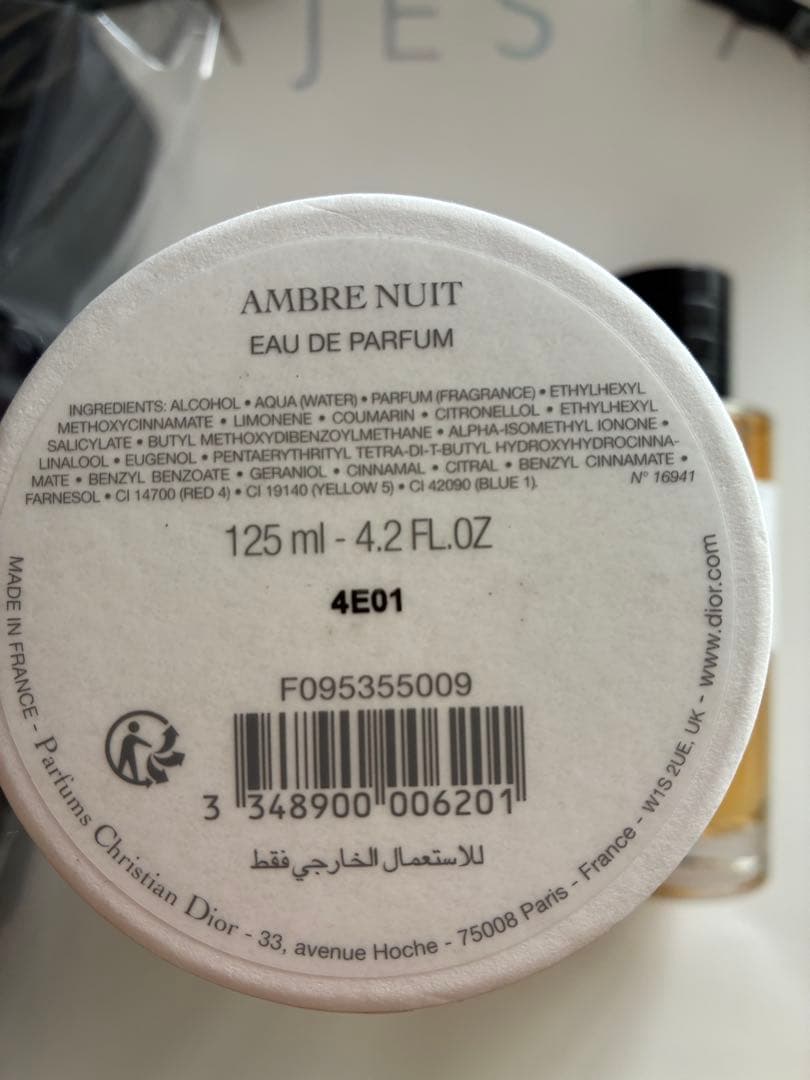 JES
AMBRE NUIT
EAU DE PARFUM
INGREDIENTS: ALCOHOL • AQUA (WATER) • PARFUM (FRAGRANCE) • ETHYLHEXYL
METHOXYCINNAMATE • LIMONENE • COUMARIN • CITRONELLOL • ETHYLHEXYL
SALICYLATE • BUTYL METHOXYDIBENZOYLMETHANE • ALPHA-ISOMETHYL IONONE •
LINALOOL • EUGENOL • PENTAERYTHRITYL TETRA-DI-T-BUTYL HYDROXYHYDROCINNA-
MATE • BENZYL BENZOATE • GERANIOL • CINNAMAL • CITRAL • BENZYL CINNAMATE •
FARNESOL • CI 14700 (RED 4) • CI 19140 (YELLOW 5) • CI 42090 (BLUE 1).
N° 16941
125 ml - 4.2 FL.OZ
4E01
F095355009
3 348900 006201
للاستعمال الخارجي فقط
MADE IN FRANCE - Parfums Christian Dior - 33, avenue Hoche - 75008 Paris - France - W1S 2UE, UK - www.dior.com